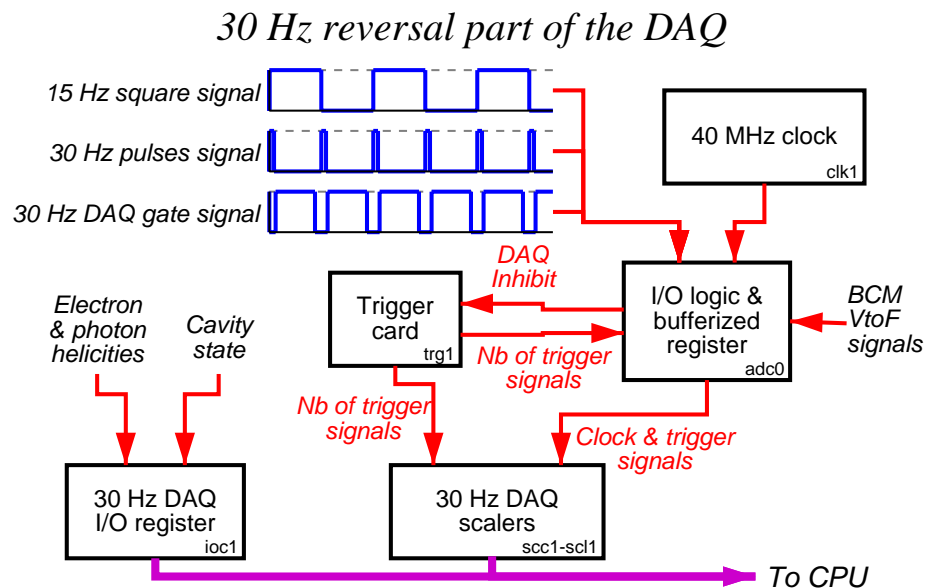 30 Hz reversal part of the DAQ
15 Hz square signal
30 Hz pulses signal
30 Hz DAQ gate signal
40 MHz clock
clk1
DAQ
Inhibit
Trigger
card
trg1
I/O logic &
bufferized
register
adc0
BCM
VtoF
signals
Electron
& photon
helicities
Cavity
state
Nb of trigger
signals
Nb of trigger
signals
Clock & trigger
signals
30 Hz DAQ
I/O register
ioc1
30 Hz DAQ
scalers
scc1-scl1
To CPU